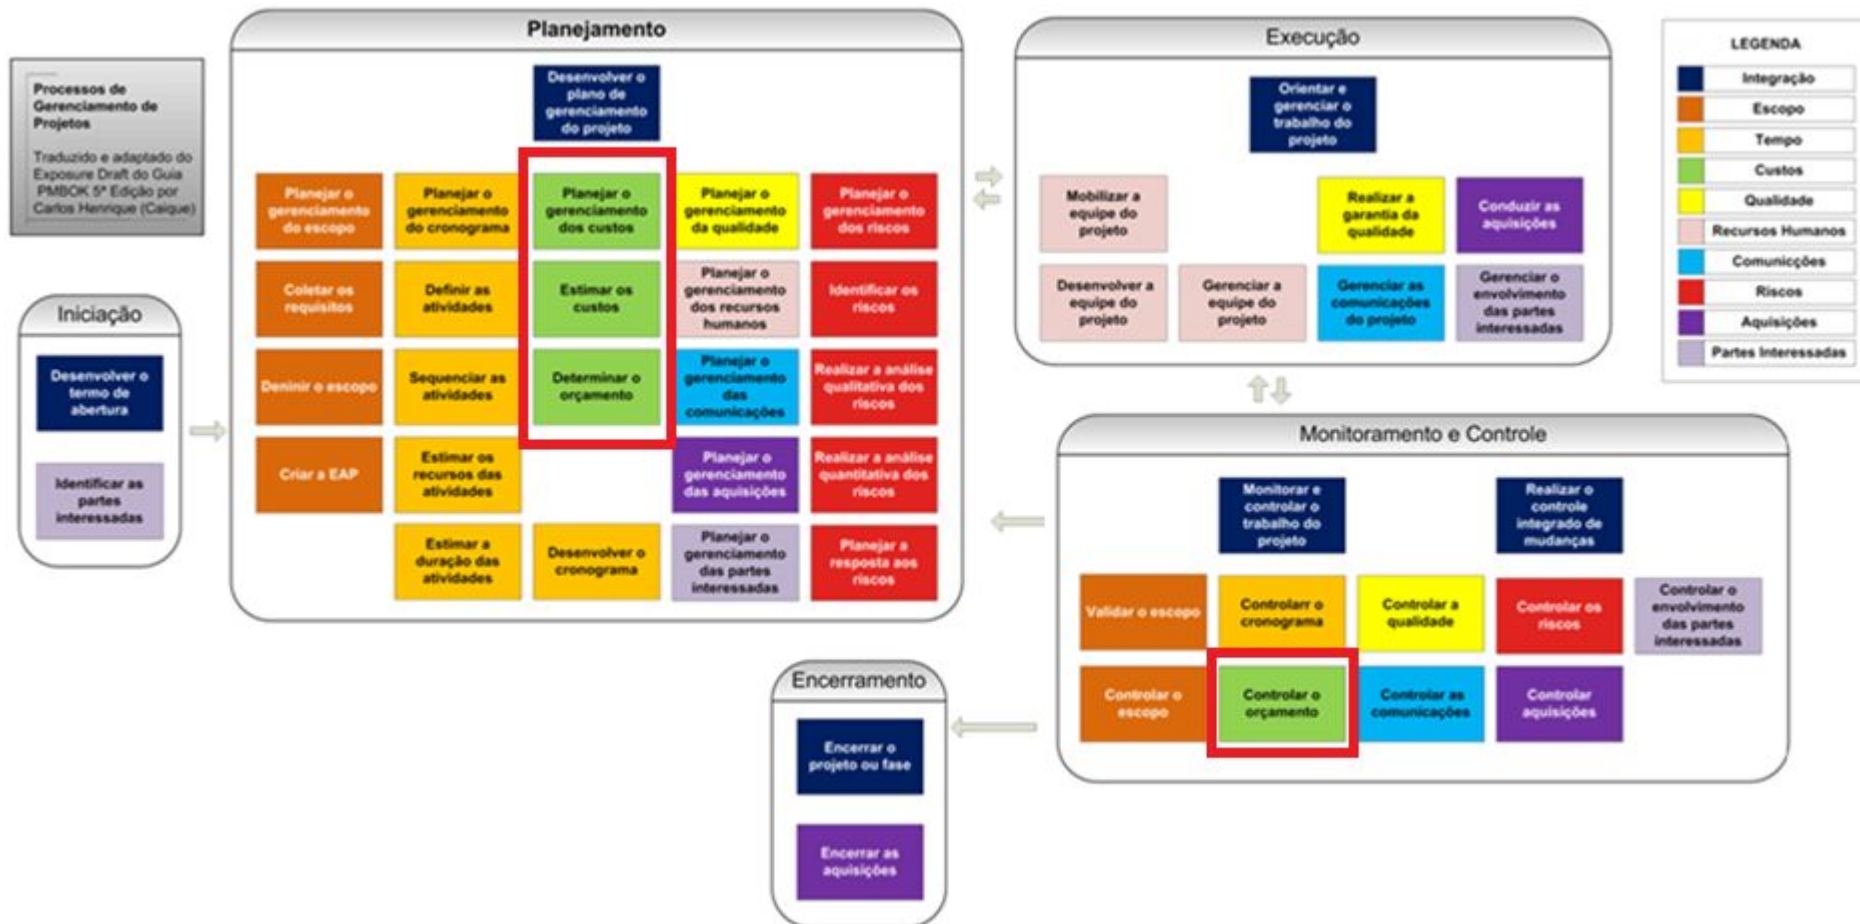 Processos de
Gerenciamento de
Projetos
Traduzido e adaptado do
Exposure Draft do Guia
PMBOK 5ª Edição por
Carlos Henrique (Caique)
Iniciação
Desenvolver o
termo de
abertura
Identificar as
partes
interessadas
Planejamento
Desenvolver o
plano de
gerenciamento
do projeto
Planejar o
gerenciamento
do escopo
Planejar o
gerenciamento
do cronograma
Planejar o
gerenciamento
dos custos
Planejar o
gerenciamento
da qualidade
Planejar o
gerenciamento
dos riscos
Coletar os
requisitos
Definir as
atividades
Estimar os
custos
Planejar o
gerenciamento
dos recursos
humanos
Identificar os
riscos
Deninir o escopo
Sequenciar as
atividades
Determinar o
orçamento
Planejar o
gerenciamento
das
comunicações
Realizar a análise
qualitativa dos
riscos
Criar a EAP
Estimar os
recursos das
atividades
Planejar o
gerenciamento
das aquisições
Realizar a análise
quantitativa dos
riscos
Estimar a
duração das
atividades
Desenvolver o
cronograma
Planejar o
gerenciamento
das partes
interessadas
Planejar a
resposta aos
riscos
Execução
Orientar e
gerenciar o
trabalho do
projeto
Mobilizar a
equipe do
projeto
Realizar a
garantia da
qualidade
Conduzir as
aquisições
Desenvolver a
equipe do
projeto
Gerenciar a
equipe do
projeto
Gerenciar as
comunicações
do projeto
Gerenciar o
envolvimento
das partes
interessadas
LEGENDA
Integração
Escopo
Tempo
Custos
Qualidade
Recursos Humanos
Comunicções
Riscos
Aquisições
Partes Interessadas
Monitoramento e Controle
Monitorar e
controlar o
trabalho do
projeto
Realizar o
controle
integrado de
mudanças
Validar o escopo
Controlarr o
cronograma
Controlar a
qualidade
Controlar os
riscos
Controlar o
envolvimento
das partes
interessadas
Controlar o
escopo
Controlar o
orçamento
Controlar as
comunicações
Controlar
aquisições
Encerramento
Encerrar o
projeto ou fase
Encerrar as
aquisições